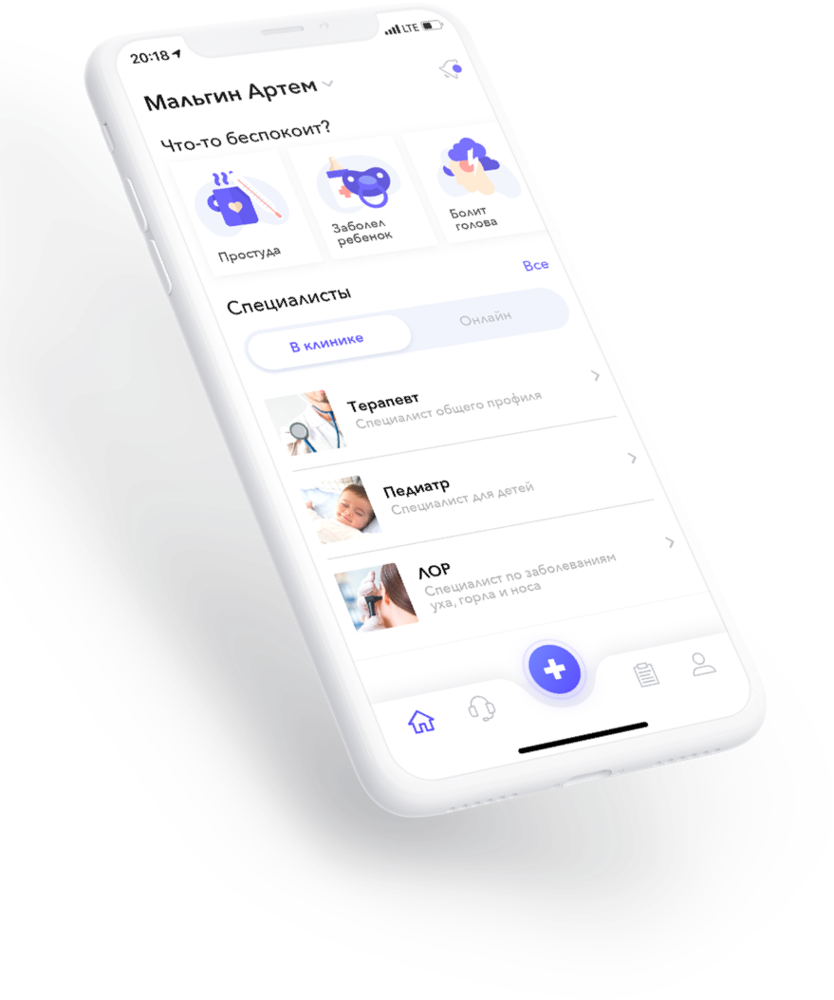 20:18
LTE
Мальгин Артем
Что-то беспокоит?
Простуда
Заболел
ребенок
Болит
голова
Специалисты
Все
В клинике
Онлайн
Терапевт
Специалист общего профиля
Педиатр
Специалист для детей
ЛОР
Специалист по заболеваниям
уха, горла и носа